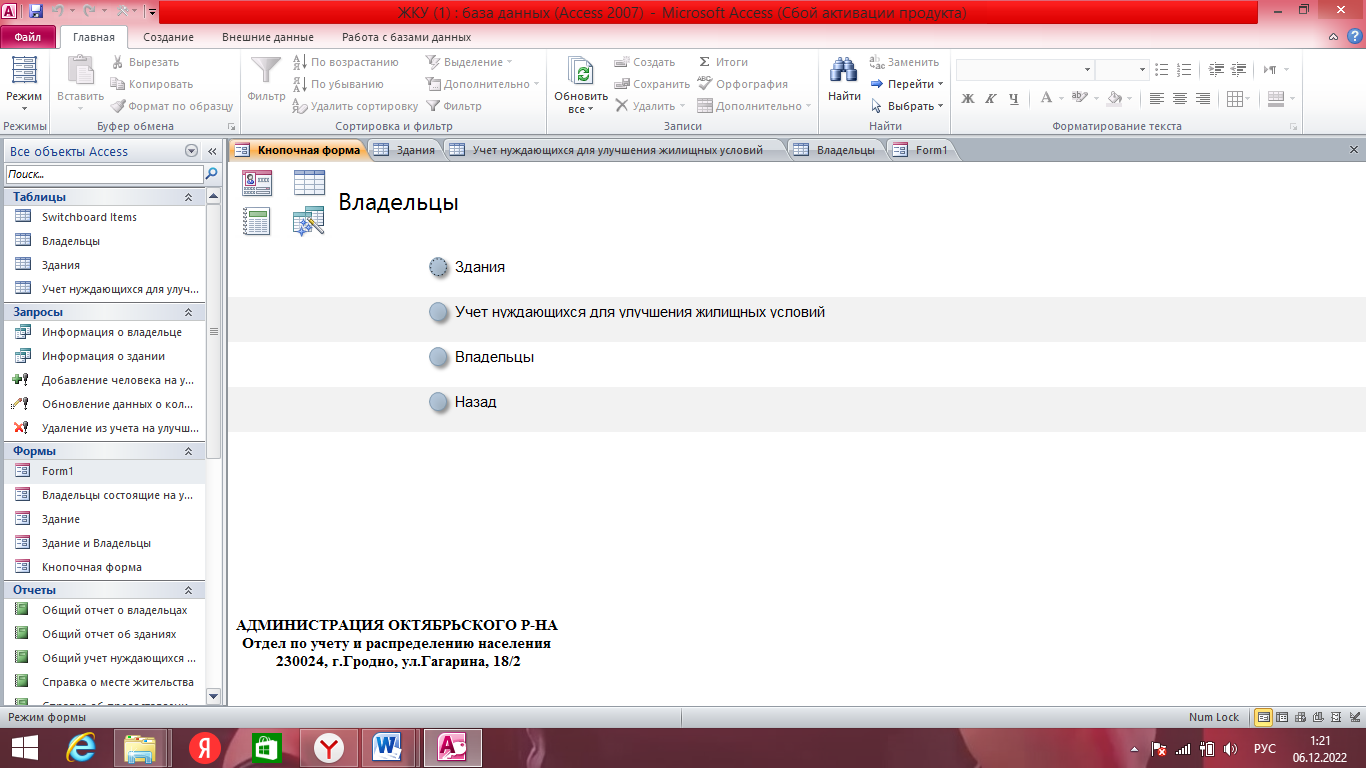 ЖКУ (1) : база данных (Access 2007) - Microsoft Access (Сбой активации продукта)
Файл Главная Создание Внешние данные Работа с базами данных
Режим
Режимы
Вставить
Вырезать
Копировать
Формат по образцу
Буфер обмена
Фильтр
По возрастанию
По убыванию
Удалить сортировку
Выделение
Дополнительно
Фильтр
Сортировка и фильтр
Обновить
все
Создать
Сохранить
Удалить
Итоги
Орфография
Дополнительно
Записи
Найти
Заменить
Перейти
Выбрать
Найти
Ж К Ч
Форматирование текста
Все объекты Access
Поиск...
Таблицы
Switchboard Items
Владельцы
Здания
Учет нуждающихся для улуч...
Запросы
Информация о владельце
Информация о здании
Добавление человека на у...
Обновление данных о кол...
Удаление из учета на улучш...
Формы
Form1
Владельцы состоящие на у...
Здание
Здание и Владельцы
Кнопочная форма
Отчеты
Общий отчет о владельцах
Общий отчет об зданиях
Общий учет нуждающихся ...
Справка о месте жительства
Кнопочная форма Здания Учет нуждающихся для улучшения жилищных условий Владельцы Form1
Владельцы
Здания
Учет нуждающихся для улучшения жилищных условий
Владельцы
Назад
АДМИНИСТРАЦИЯ ОКТЯБРЬСКОГО Р-НА
Отдел по учету и распределению населения
230024, г.Гродно, ул.Гагарина, 18/2
Режим формы
Num Lock
РУС
1:21
06.12.2022